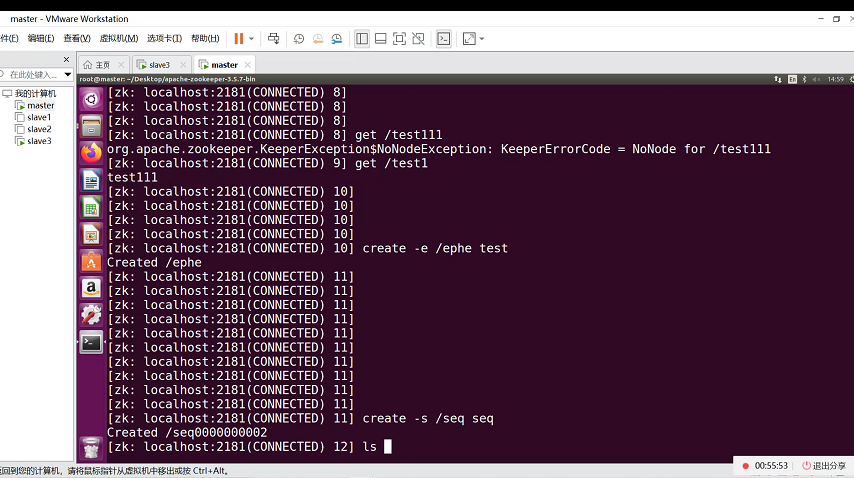 master - VMware Workstation
件(F) 编辑(E) 查看(V) 虚拟机(M) 选项卡(T) 帮助(H)
在此处键入...
主页 slave3 master
root@master: ~/Desktop/apache-zookeeper-3.5.7-bin
En 14:59
我的计算机
master
slave1
slave2
slave3
[zk: localhost:2181(CONNECTED) 8]
[zk: localhost:2181(CONNECTED) 8]
[zk: localhost:2181(CONNECTED) 8]
[zk: localhost:2181(CONNECTED) 8] get /test111
org.apache.zookeeper.KeeperException$NoNodeException: KeeperErrorCode = NoNode for /test111
[zk: localhost:2181(CONNECTED) 9] get /test1
test111
[zk: localhost:2181(CONNECTED) 10]
[zk: localhost:2181(CONNECTED) 10]
[zk: localhost:2181(CONNECTED) 10]
[zk: localhost:2181(CONNECTED) 10]
[zk: localhost:2181(CONNECTED) 10] create -e /ephe test
Created /ephe
[zk: localhost:2181(CONNECTED) 11]
[zk: localhost:2181(CONNECTED) 11]
[zk: localhost:2181(CONNECTED) 11]
[zk: localhost:2181(CONNECTED) 11]
[zk: localhost:2181(CONNECTED) 11]
[zk: localhost:2181(CONNECTED) 11]
[zk: localhost:2181(CONNECTED) 11]
[zk: localhost:2181(CONNECTED) 11]
[zk: localhost:2181(CONNECTED) 11]
[zk: localhost:2181(CONNECTED) 11]
[zk: localhost:2181(CONNECTED) 11] create -s /seq seq
Created /seq0000000002
[zk: localhost:2181(CONNECTED) 12] ls
返回到您的计算机，请将鼠标指针从虚拟机中移出或按 Ctrl+Alt。
00:55:53 退出分享